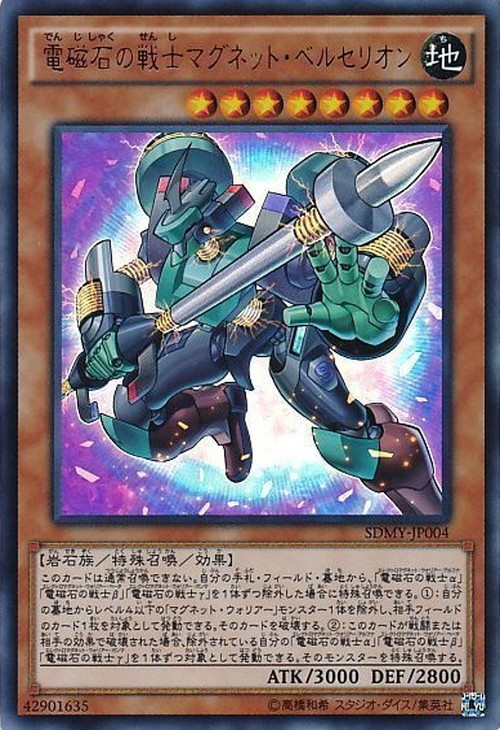 電磁石の戦士マグネット・ベルセリオン
地
SDMY-JP004
【岩石族/特殊召喚/効果】
このカードは通常召喚できない。自分の手札・フィールド・墓地から、「電磁石の戦士α」
「電磁石の戦士β」「電磁石の戦士γ」を1体ずつ除外した場合に特殊召喚できる。①:自分
の墓地からレベル4以下の「マグネット・ウォリアー」モンスター1体を除外し、相手フィール
ドのカード1枚を対象として発動できる。そのカードを破壊する。②:このカードが戦闘または
相手の効果で破壊された場合、除外されている自分の「電磁石の戦士α」「電磁石の戦士β」
「電磁石の戦士γ」を1体ずつ対象として発動できる。そのモンスターを特殊召喚する。
ATK/3000 DEF/2800
42901635
©高橋和希 スタジオ・ダイス/集英社